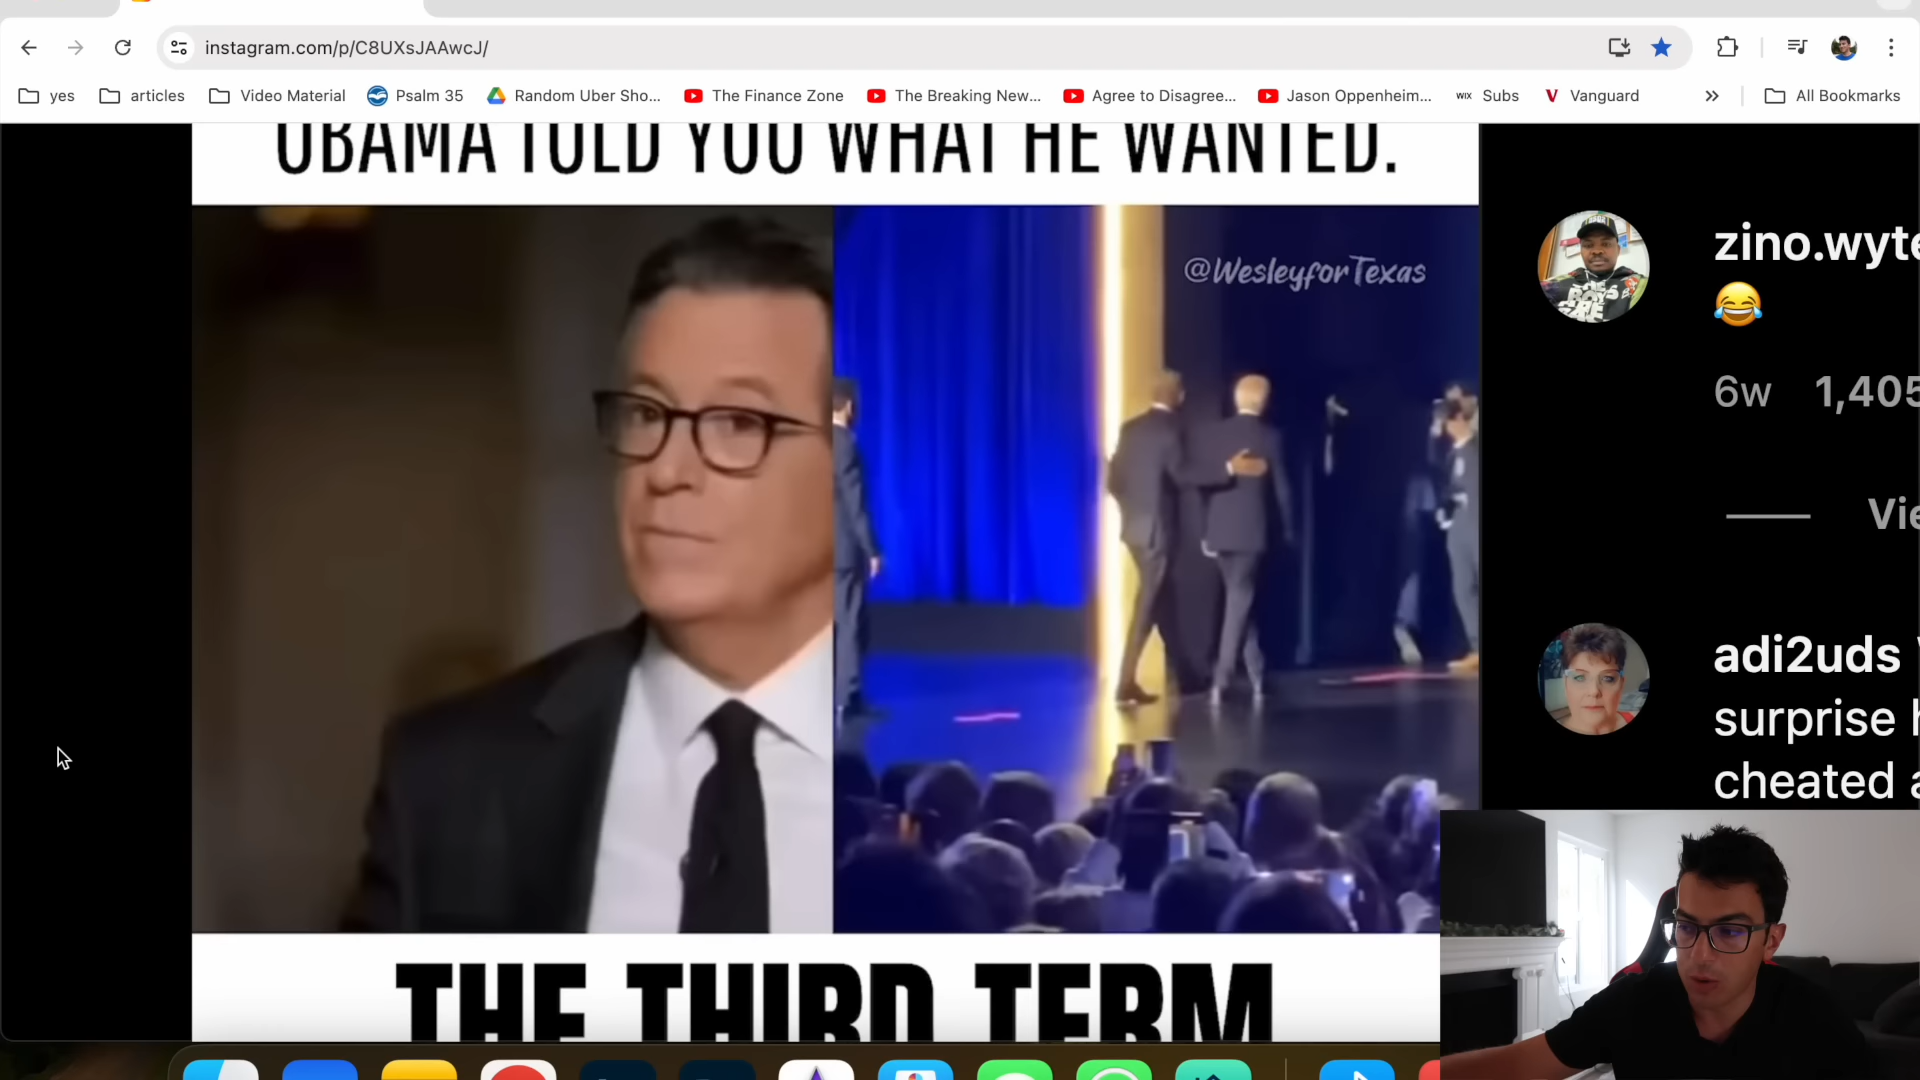 instagram.com/p/C8UXsJAAwcJ/
yes
articles
Video Material
Psalm 35
Random Uber Sho...
The Finance Zone
The Breaking New...
Agree to Disagree...
Jason Oppenheim...
WIX Subs
V Vanguard
All Bookmarks
OBAMA TOLD YOU WHAT HE WANTED.
@WesleyforTexas
THE THIRD TERM
zino.wyte
6w 1,405
Vie
adi2uds
surprise
cheated a